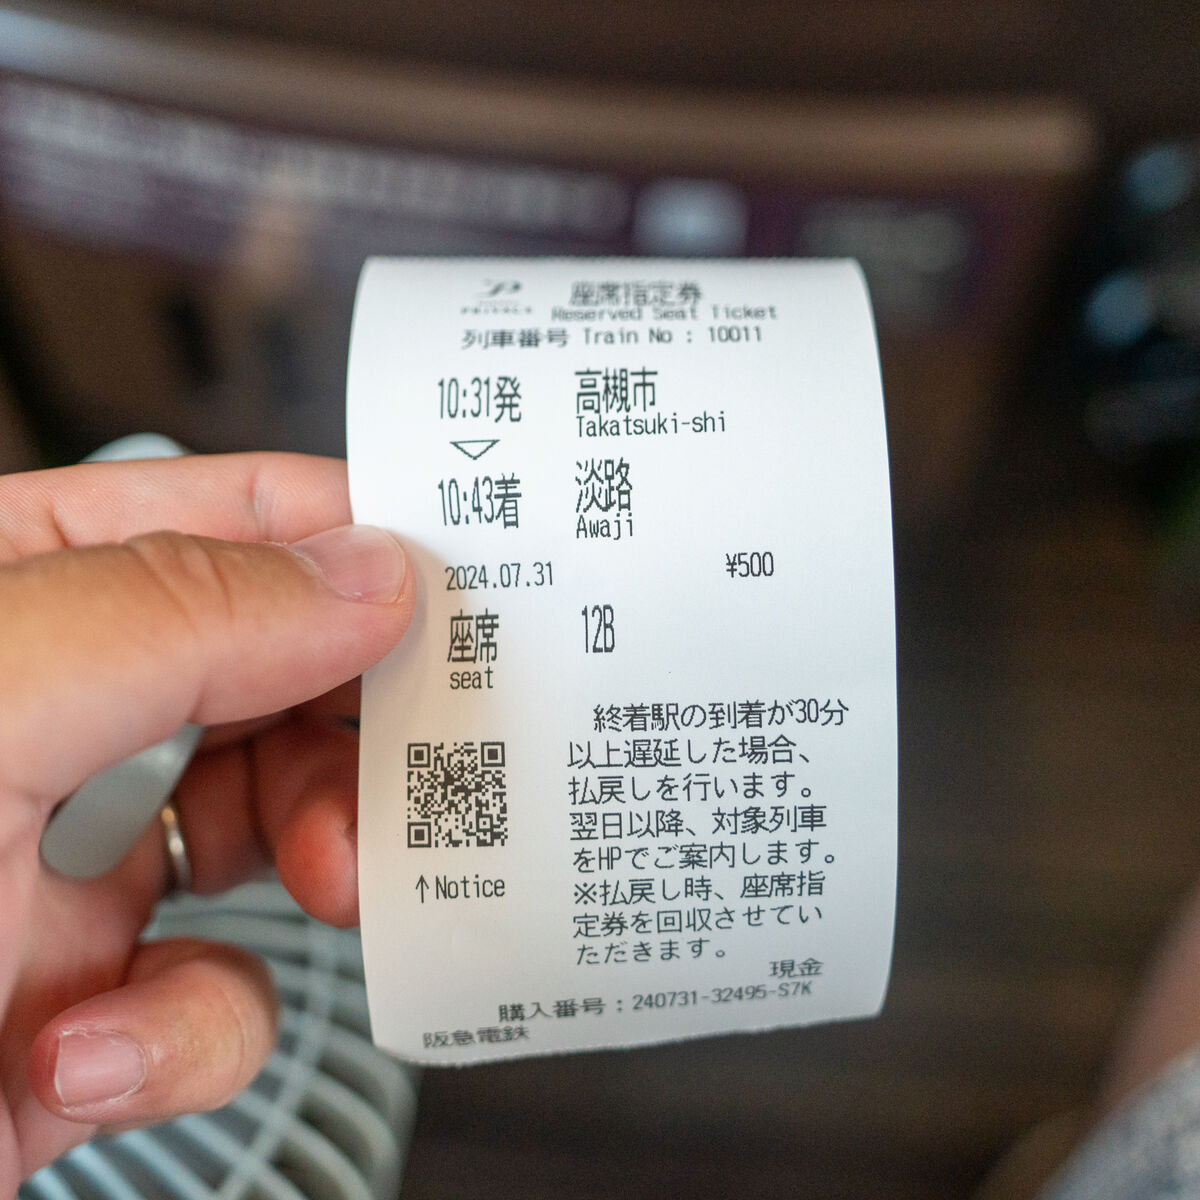 PRIVACE
座席指定券
Reserved Seat Ticket
列車番号 Train No : 10011
10:31発 高槻市
Takatsuki-shi
10:43着 淡路
Awaji
2024.07.31 ¥500
座席 12B
seat
終着駅の到着が30分
以上遅延した場合、
払戻しを行います。
翌日以降、対象列車
をHPでご案内します。
※払戻し時、座席指
定券を回収させてい
ただきます。
↑Notice
現金
購入番号：240731-32495-S7K
阪急電鉄